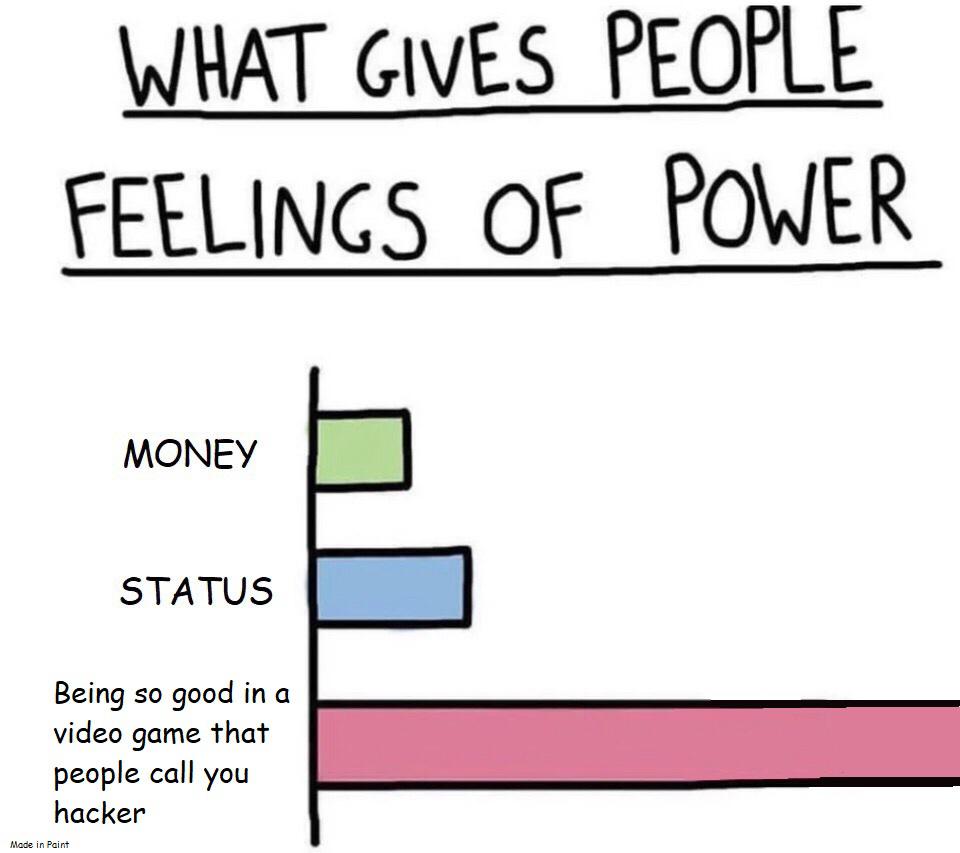 WHAT GIVES PEOPLE
FEELINGS OF POWER
MONEY
STATUS
Being so good in a
video game that
people call you
hacker
Made in Paint